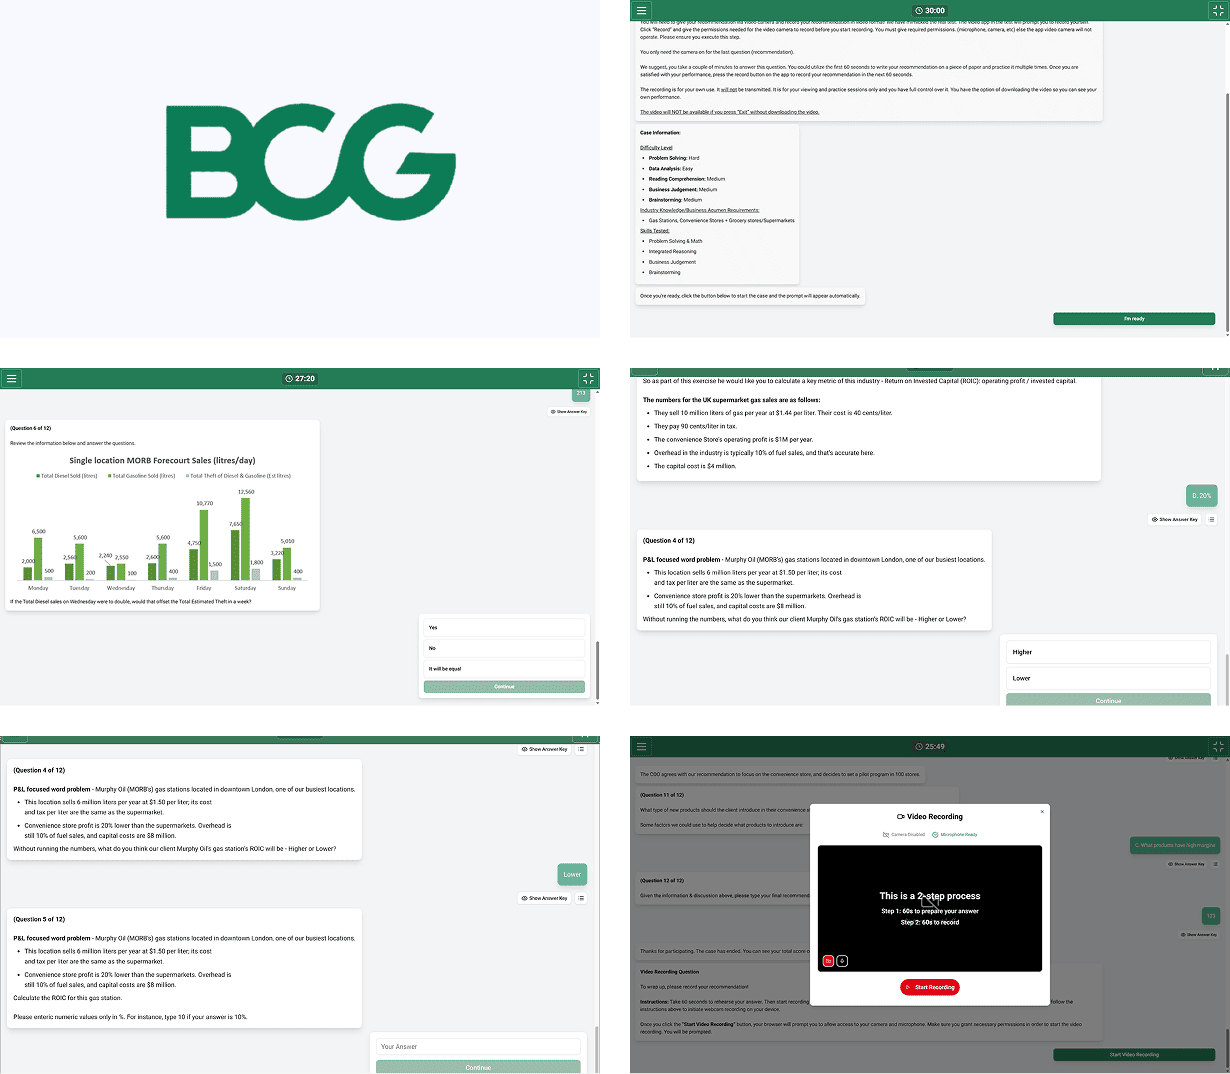 BCG
30:00
You will need to give your recommendation via video camera and record your recommendation in video format. We have mimicked the real test. The video app in the test will prompt you to record yourself.
Click "Record" and give the permissions needed for the video camera to record before you start recording. You must give required permissions. (microphone, camera, etc) else the app video camera will not
operate. Please ensure you execute this step.
You only need the camera on for the last question (recommendation).
We suggest, you take a couple of minutes to answer this question. You could utilize the first 60 seconds to write your recommendation on a piece of paper and practice it multiple times. Once you are
satisfied with your performance, press the record button on the app to record your recommendation in the next 60 seconds.
The recording is for your own use. It will not be transmitted. It is for your viewing and practice sessions only and you have full control over it. You have the option of downloading the video so you can see your
own performance.
The video will NOT be available if you press "Exit" without downloading the video.
Case Information:
Difficulty Level
Problem Solving: Hard
Data Analysis: Easy
Reading Comprehension: Medium
Business Judgement: Medium
Brainstorming: Medium
Industry Knowledge/Business Acumen Requirements:
Gas Stations, Convenience Stores + Grocery stores/Supermarkets
Skills Tested:
Problem Solving & Math
Integrated Reasoning
Business Judgement
Brainstorming
Once you're ready, click the button below to start the case and the prompt will appear automatically.
I'm ready
27:20
213
Show Answer Key
(Question 6 of 12)
Review the information below and answer the questions.
Single location MORB Forecourt Sales (litres/day)
Total Diesel Sold (litres) Total Gasoline Sold (litres) Total Theft of Diesel & Gasoline (Est litres)
2,000 6,500 500
2,560 5,600 200
2,240 2,550 100
2,600 5,600 400
4,750 10,770 1,500
7,650 12,560 1,800
3,220 5,010 400
Monday Tuesday Wednesday Thursday Friday Saturday Sunday
If the Total Diesel sales on Wednesday were to double, would that offset the Total Estimated Theft in a week?
Yes
No
It will be equal
Continue
So as part of this exercise he would like you to calculate a key metric of this industry - Return on Invested Capital (ROIC): operating profit / invested capital.
The numbers for the UK supermarket gas sales are as follows:
They sell 10 million liters of gas per year at $1.44 per liter. Their cost is 40 cents/liter.
They pay 90 cents/liter in tax.
The convenience Store's operating profit is $1M per year.
Overhead in the industry is typically 10% of fuel sales, and that's accurate here.
The capital cost is $4 million.
D. 20%
Show Answer Key
(Question 4 of 12)
P&L focused word problem - Murphy Oil (MORB's) gas stations located in downtown London, one of our busiest locations.
This location sells 6 million liters per year at $1.50 per liter; its cost
and tax per liter are the same as the supermarket.
Convenience store profit is 20% lower than the supermarkets. Overhead is
still 10% of fuel sales, and capital costs are $8 million.
Without running the numbers, what do you think our client Murphy Oil's gas station's ROIC will be - Higher or Lower?
Higher
Lower
Continue
Show Answer Key
(Question 4 of 12)
P&L focused word problem - Murphy Oil (MORB's) gas stations located in downtown London, one of our busiest locations.
This location sells 6 million liters per year at $1.50 per liter; its cost
and tax per liter are the same as the supermarket.
Convenience store profit is 20% lower than the supermarkets. Overhead is
still 10% of fuel sales, and capital costs are $8 million.
Without running the numbers, what do you think our client Murphy Oil's gas station's ROIC will be - Higher or Lower?
Lower
Show Answer Key
(Question 5 of 12)
P&L focused word problem - Murphy Oil (MORB's) gas stations located in downtown London, one of our busiest locations.
This location sells 6 million liters per year at $1.50 per liter; its cost
and tax per liter are the same as the supermarket.
Convenience store profit is 20% lower than the supermarkets. Overhead is
still 10% of fuel sales, and capital costs are $8 million.
Calculate the ROIC for this gas station.
Please enteric numeric values only in %. For instance, type 10 if your answer is 10%.
Your Answer
Continue
25:49
Show Answer Key
The COO agrees with our recommendation to focus on the convenience store, and decides to set a pilot program in 100 stores.
(Question 11 of 12)
What type of new products should the client introduce in their convenience
Some factors we could use to help decide what products to introduce are
C. What products have high margins
Show Answer Key
(Question 12 of 12)
Given the information & discussion above, please type your final recommend
123
Show Answer Key
Thanks for participating. The case has ended. You can see your total score
Video Recording Question
To wrap up, please record your recommendation!
Instructions: Take 60 seconds to rehearse your answer. Then start recording follow the
instructions above to initiate webcam recording on your device.
Once you click the "Start Video Recording" button, your browser will prompt you to allow access to your camera and microphone. Make sure you grant necessary permissions in order to start the video
recording. You will be prompted.
Start Video Recording
Video Recording
Camera Disabled Microphone Ready
This is a 2-step process
Step 1: 60s to prepare your answer
Step 2: 60s to record
Start Recording